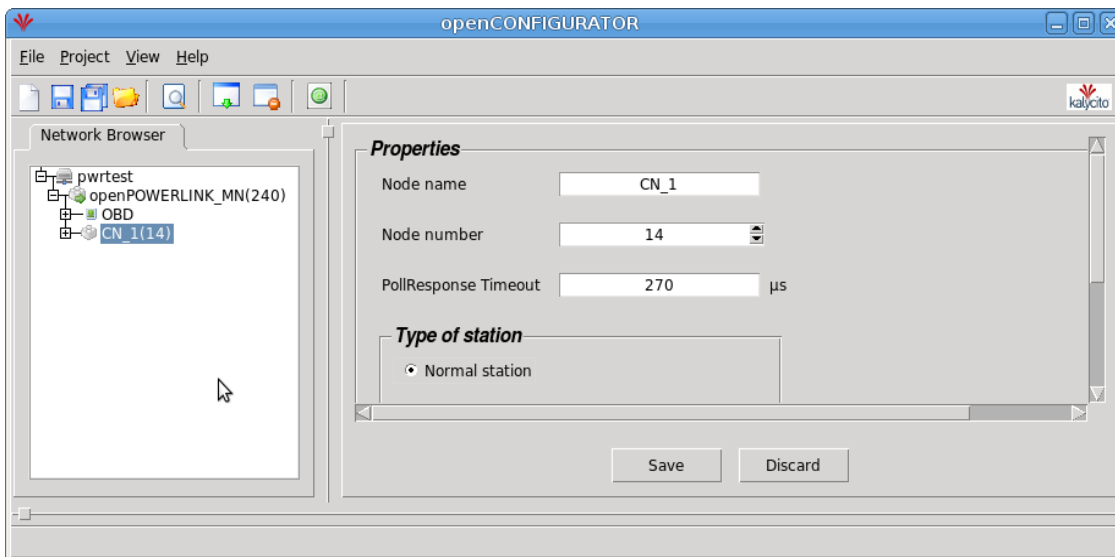 openCONFIGURATOR
File Project View Help
kalycito
Network Browser
pwrtest
openPOWERLINK_MN(240)
OBD
CN_1(14)
Properties
Node name CN_1
Node number 14
PollResponse Timeout 270 µs
Type of station
Normal station
Save Discard